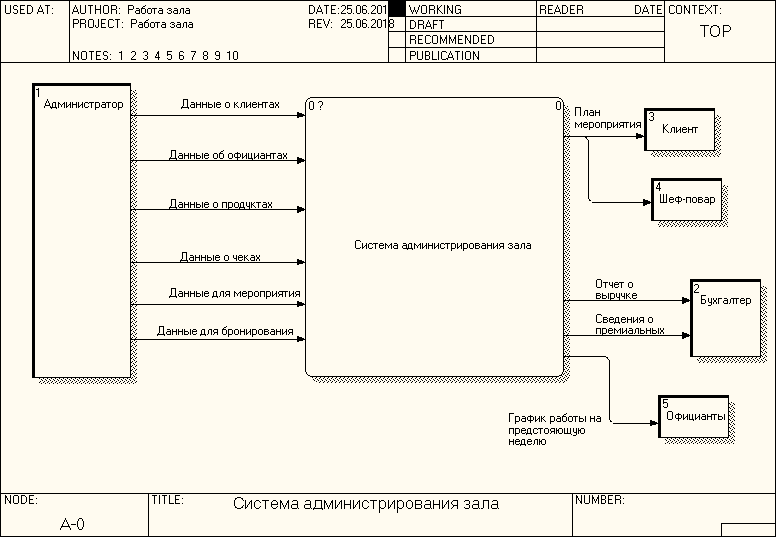 USED AT:
AUTHOR: Работа зала
DATE:25.06.2018
PROJECT: Работа зала
REV: 25.06.2018
NOTES: 1 2 3 4 5 6 7 8 9 10
WORKING
DRAFT
RECOMMENDED
PUBLICATION
READER
DATE
CONTEXT:
TOP
1
Администратор
Данные о клиентах
Данные об официантах
Данные о продуктах
Данные о чеках
Данные для мероприятия
Данные для бронирования
0 ?
0
Система администрирования зала
План
мероприятия
3
Клиент
4
Шеф-повар
Отчет о
выручке
2
Бухгалтер
Сведения о
премиальных
График работы на
предстояющую
неделю
5
Официанты
NODE:
A-0
TITLE:
Система администрирования зала
NUMBER: